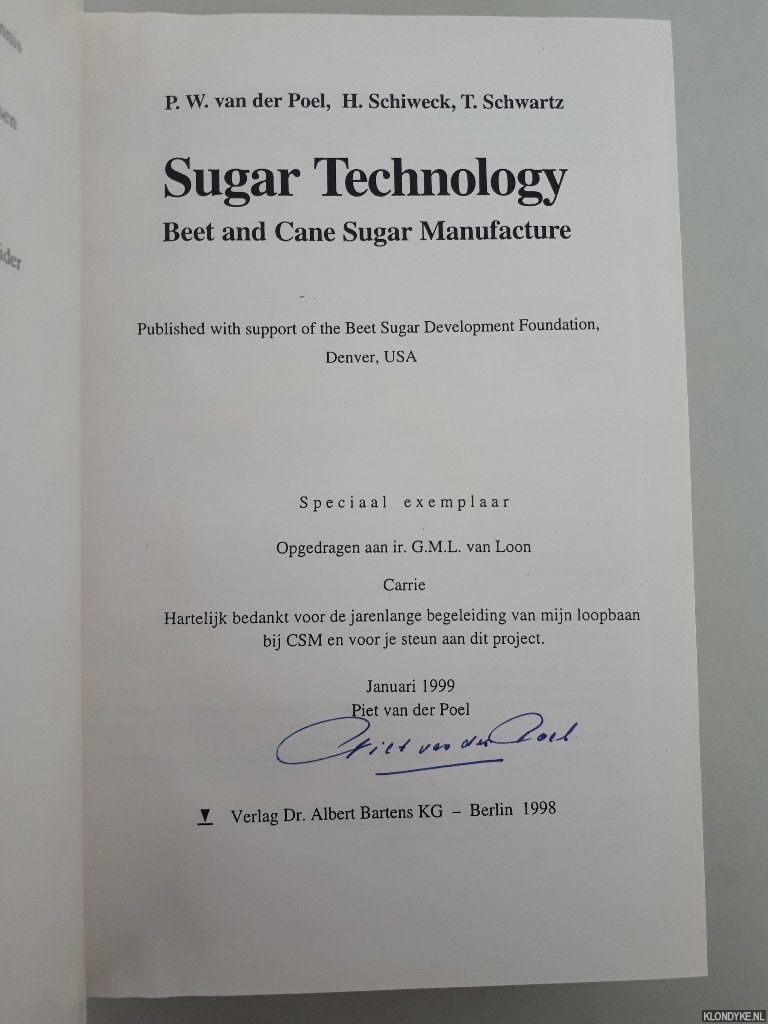 P. W. van der Poel, H. Schiweck, T. Schwartz
Sugar Technology
Beet and Cane Sugar Manufacture
Published with support of the Beet Sugar Development Foundation,
Denver, USA
Speciaal exemplaar
Opgedragen aan ir. G.M.L. van Loon
Carrie
Hartelijk bedankt voor de jarenlange begeleiding van mijn loopbaan
bij CSM en voor je steun aan dit project.
Januari 1999
Piet van der Poel
Piet van der Poel
Verlag Dr. Albert Bartens KG – Berlin 1998
KLONDYKE.NL